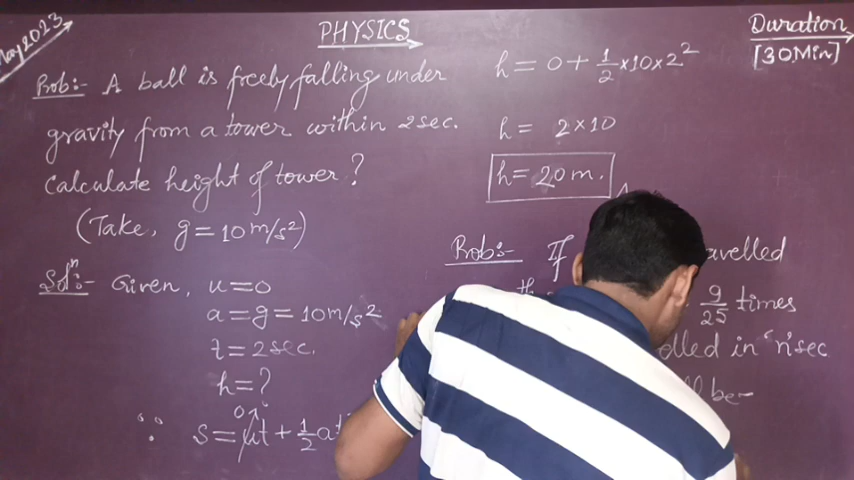 May 2023
PHYSICS
Duration
[30Min]
Prob:- A ball is freely falling under
gravity from a tower within 2sec.
Calculate height of tower?
(Take, g=10m/s²)
Solⁿ:- Given, u=0
a=g=10m/s²
t=2sec.
h=?
∵ s=ut+½at
h=0+½×10×2²
h= 2×10
h=20m.
Prob:- If avelled
th 9/25 times
olled in 'n'sec
ll be-